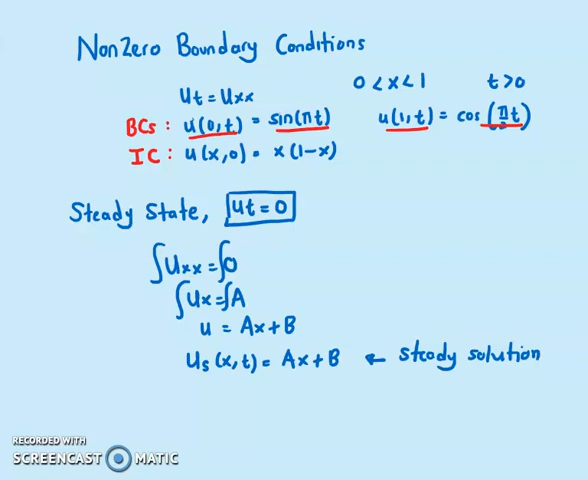 NonZero Boundary Conditions
ut = uxx 0 < x < 1 t > 0
BCs: u(0,t) = sin(πt) u(1,t) = cos(π/2 t)
IC: u(x,0) = x(1-x)
Steady State, ut = 0
∫uxx = ∫0
∫ux = ∫A
u = Ax+B
us(x,t) = Ax+B ← steady solution
RECORDED WITH
SCREENCAST MATIC